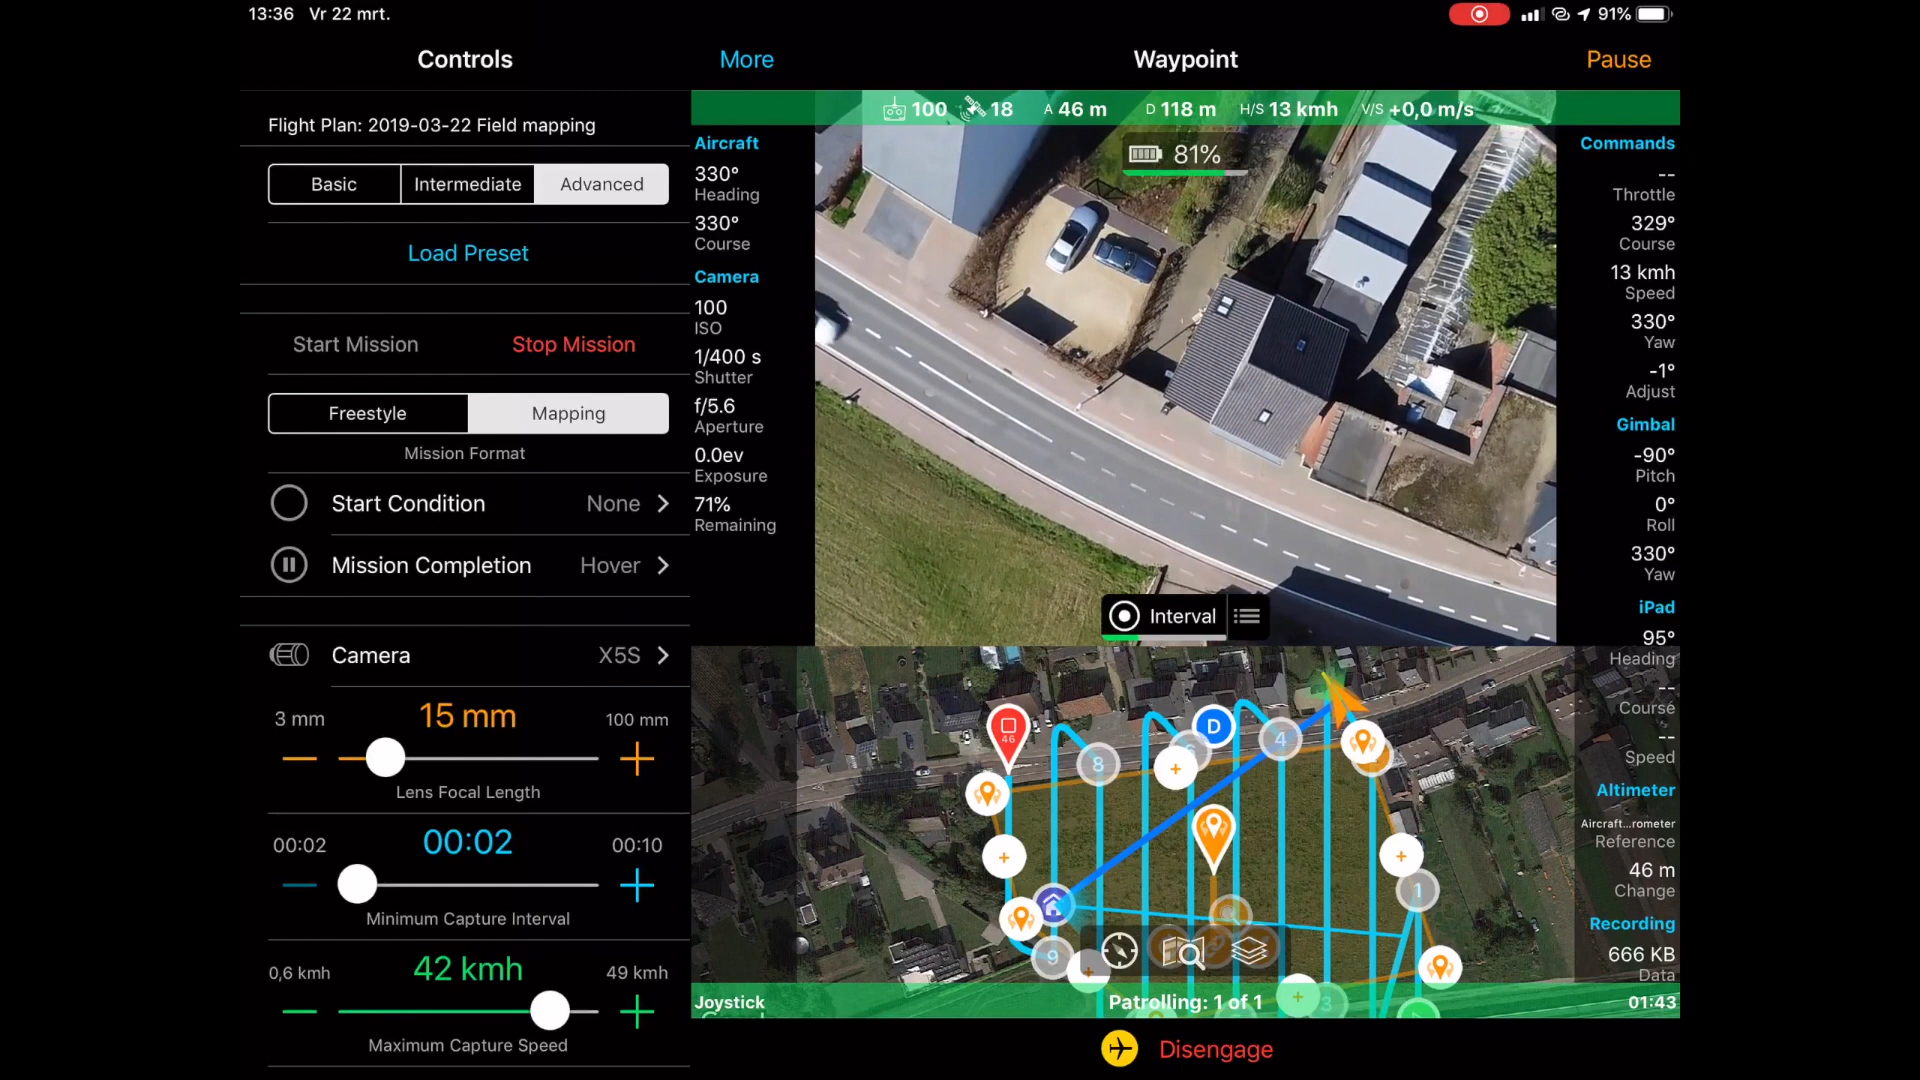 13:36 Vr 22 mrt.
91%
Controls
More
Waypoint
Pause
Flight Plan: 2019-03-22 Field mapping
Basic
Intermediate
Advanced
Load Preset
Start Mission
Stop Mission
Freestyle
Mapping
Mission Format
Start Condition
None
Mission Completion
Hover
Camera
X5S
3 mm
15 mm
100 mm
Lens Focal Length
00:02
00:02
00:10
Minimum Capture Interval
0,6 kmh
42 kmh
49 kmh
Maximum Capture Speed
100 18 A 46 m D 118 m H/S 13 kmh V/S +0,0 m/s
81%
Aircraft
330°
Heading
330°
Course
Camera
100
ISO
1/400 s
Shutter
f/5.6
Aperture
0.0ev
Exposure
71%
Remaining
Interval
Commands
--
Throttle
329°
Course
13 kmh
Speed
330°
Yaw
-1°
Adjust
Gimbal
-90°
Pitch
0°
Roll
330°
Yaw
iPad
95°
Heading
--
Course
--
Speed
Altimeter
Aircraft...rometer
Reference
46 m
Change
Recording
666 KB
Data
46
8
D
4
1
9
3
Joystick
Patrolling: 1 of 1
01:43
Disengage